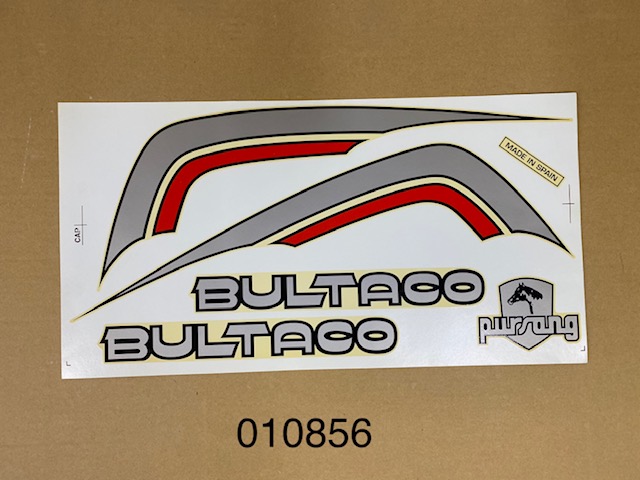 MADE IN SPAIN
CAP
BULTACO
BULTACO
pursang
010856